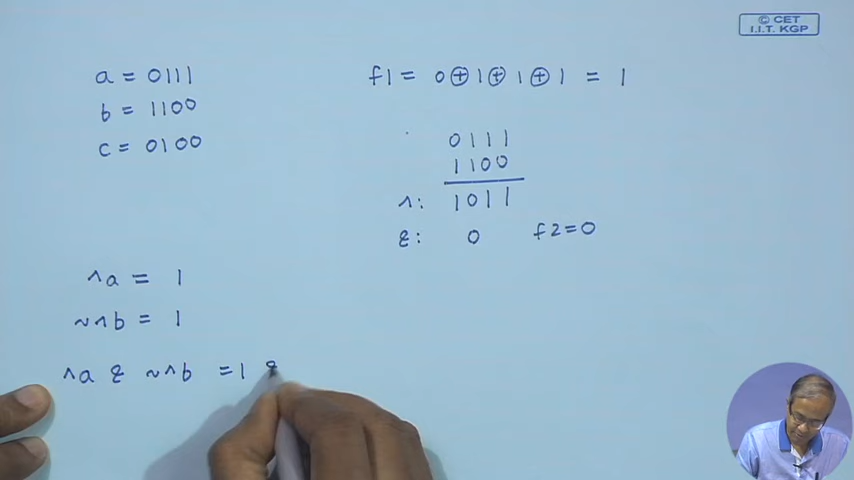 © CET
I.I.T. KGP
a = 0111
b = 1100
c = 0100
f1 = 0 ⊕ 1 ⊕ 1 ⊕ 1 = 1
0111
1100
^: 1011
&: 0 f2=0
^a = 1
~^b = 1
^a & ~^b = 1 &